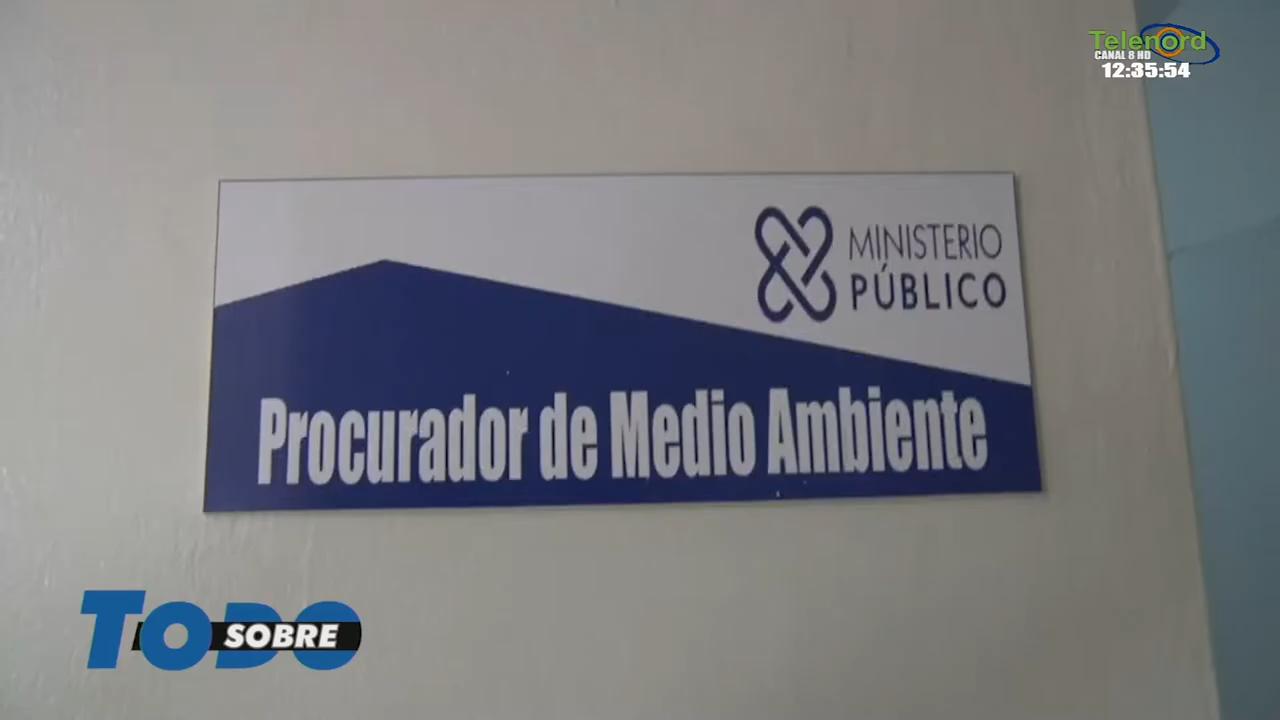 Telenord
CANAL 8 HD
12:35:54
MINISTERIO
PÚBLICO
Procurador de Medio Ambiente
TODO
SOBRE